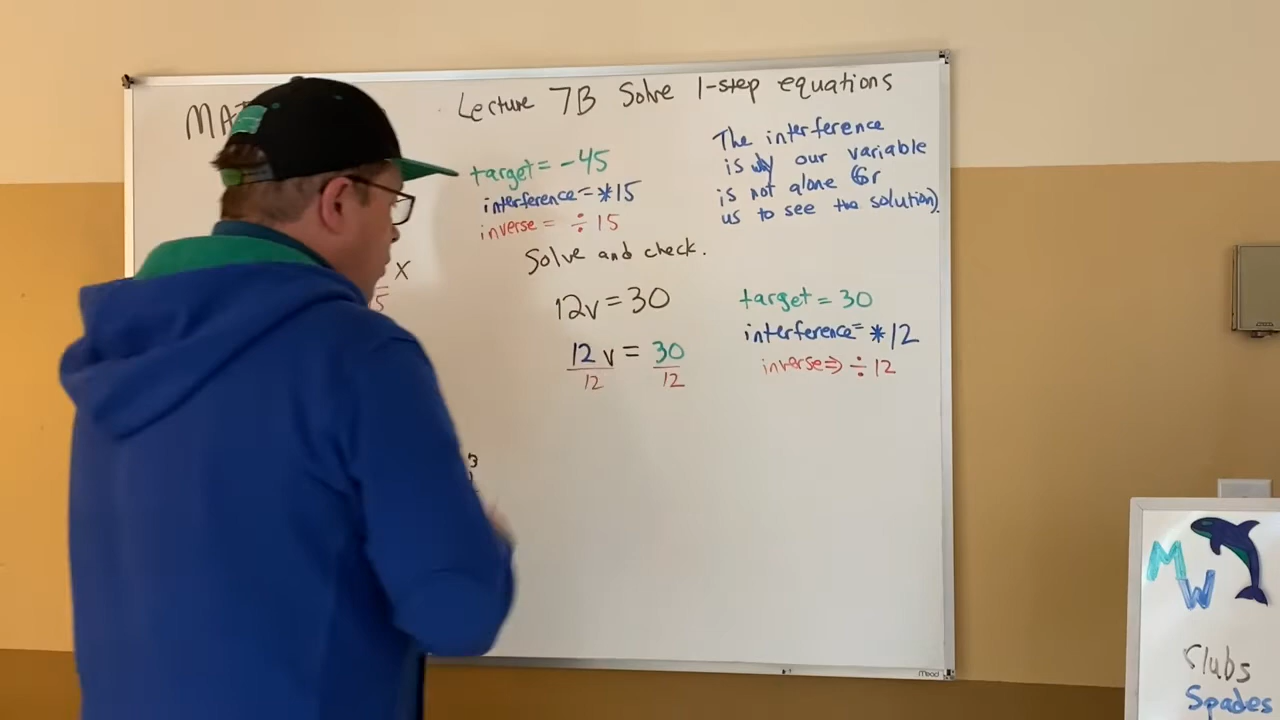 Lecture 7B Solve 1-step equations
target = -45
interference = *15
inverse = ÷ 15
The interference
is why our variable
is not alone (for
us to see the solution).
Solve and check.
x
12v = 30
target = 30
interference = *12
inverse ⇒ ÷ 12
12v = 30
12 12
3
Mead
M
W
Clubs
Spades